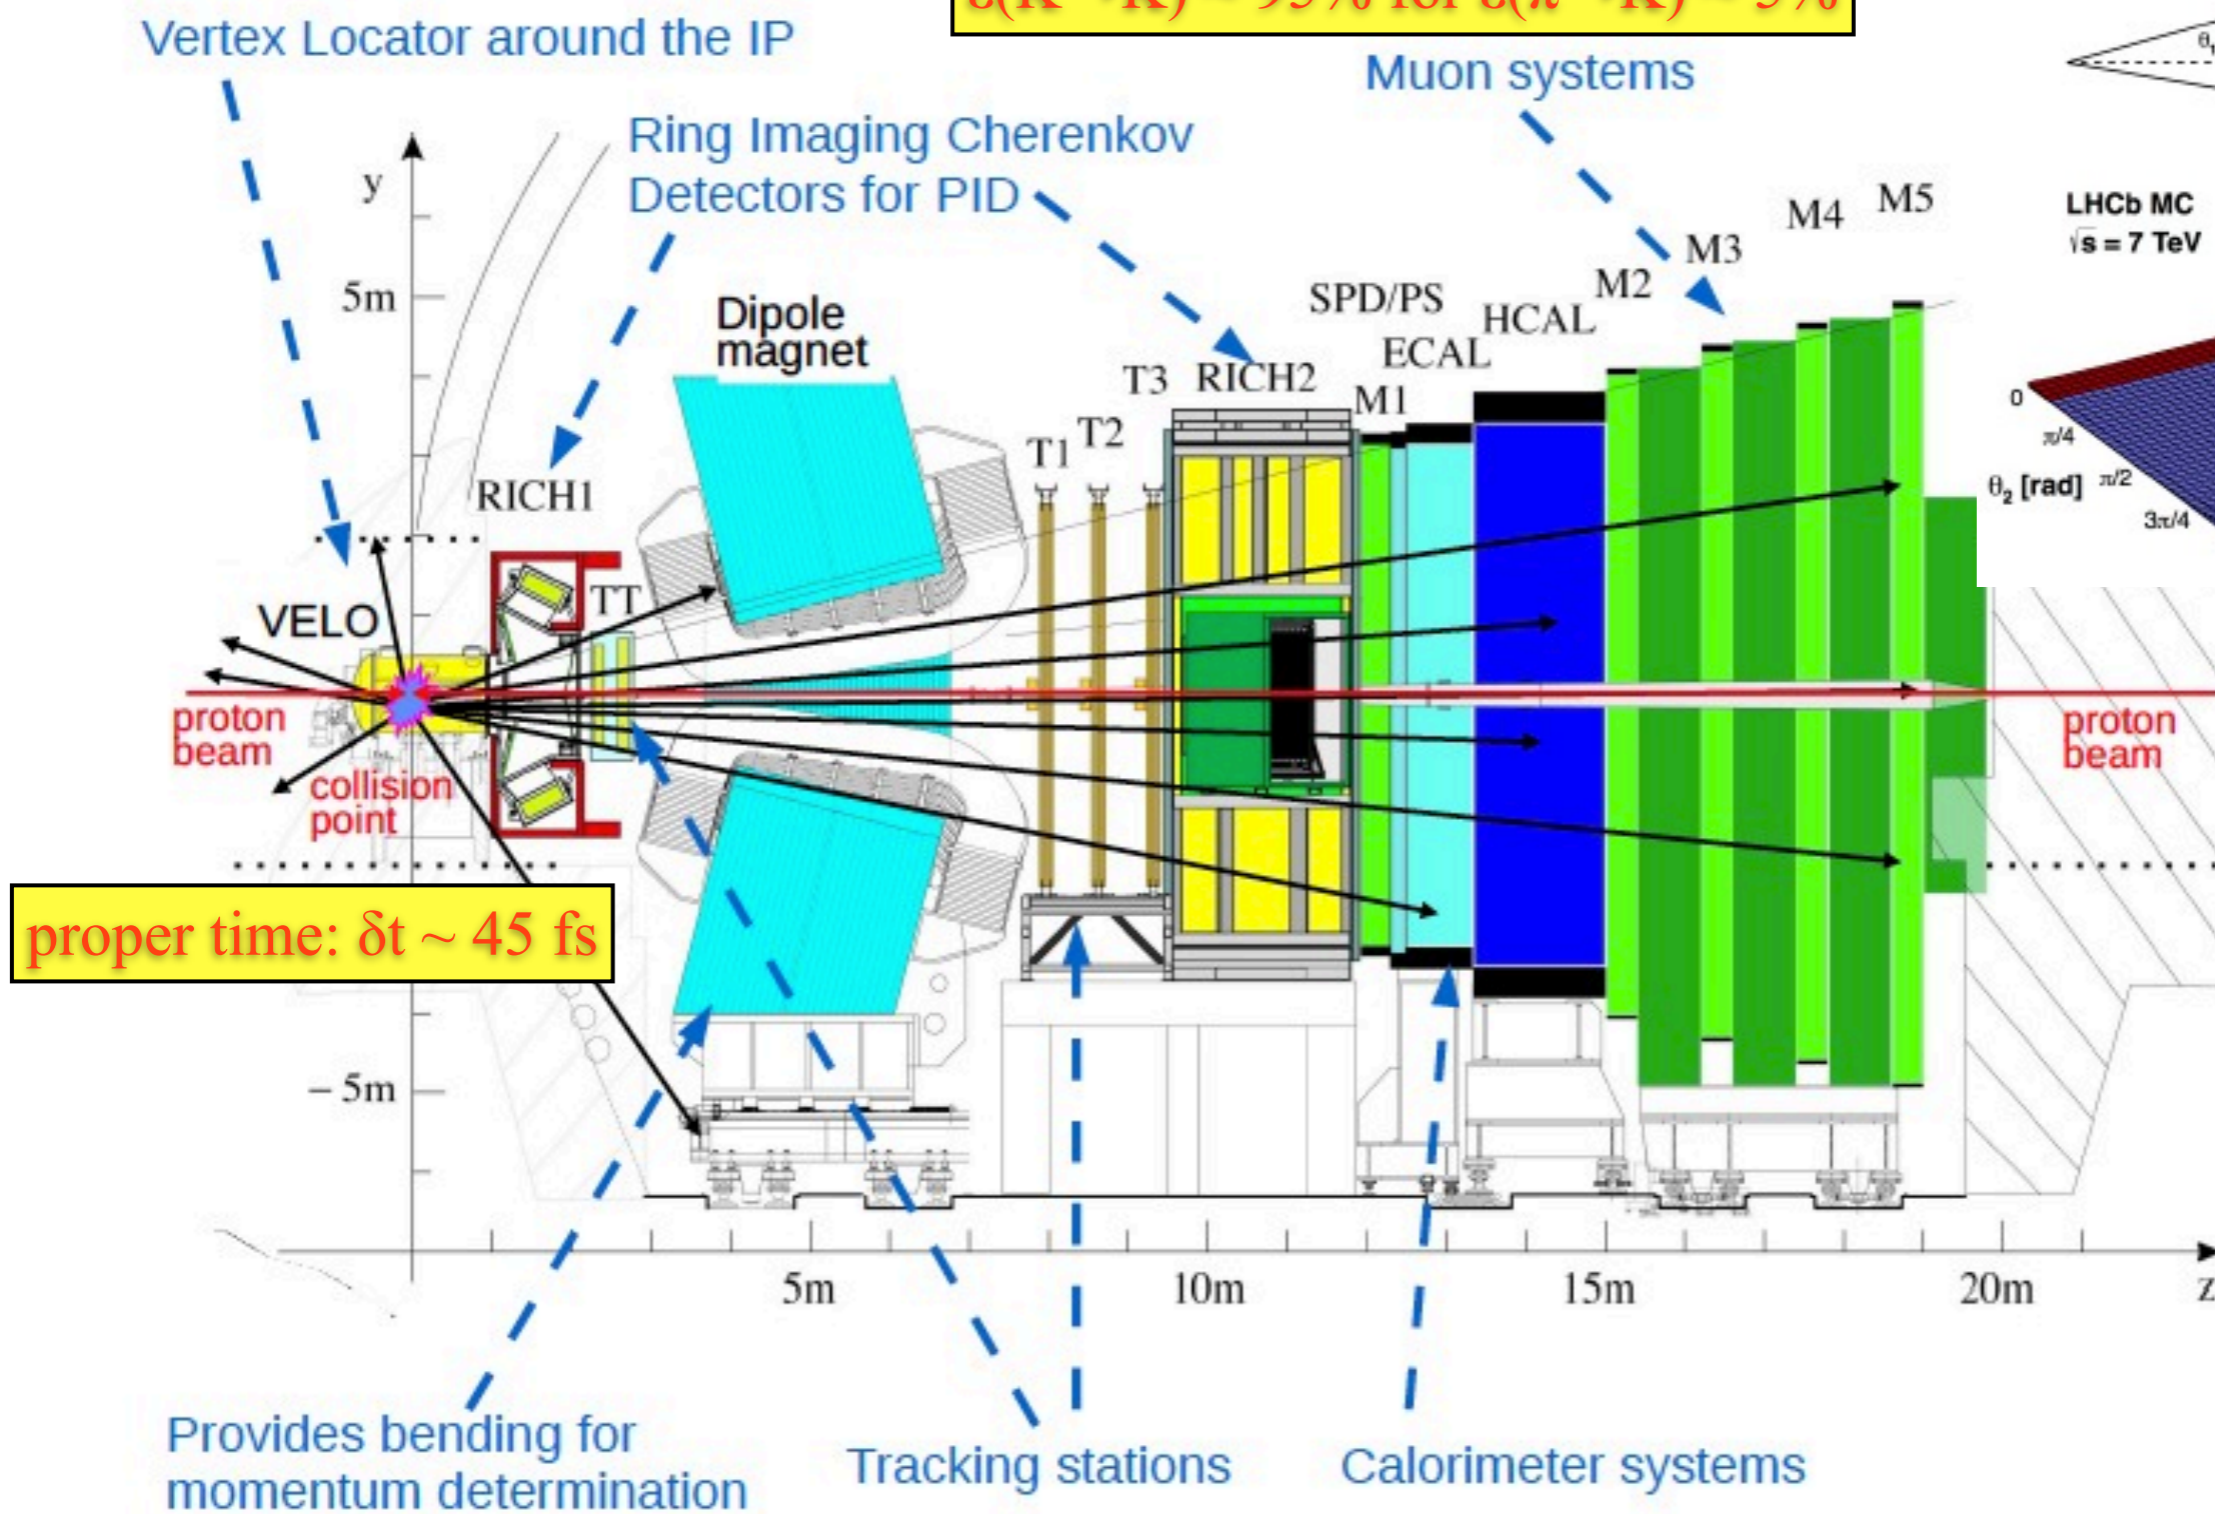 ε(K→K) ~ 95% for ε(π→K) ~ 5%
Vertex Locator around the IP
Muon systems
Ring Imaging Cherenkov
Detectors for PID
y
5m
Dipole
magnet
RICH1
TT
VELO
T1
T2
T3
RICH2
M1
SPD/PS
ECAL
HCAL
M2
M3
M4
M5
LHCb MC
√s = 7 TeV
0
π/4
π/2
3π/4
θ2 [rad]
proton
beam
collision
point
proton
beam
proper time: δt ~ 45 fs
– 5m
5m
10m
15m
20m
z
Provides bending for
momentum determination
Tracking stations
Calorimeter systems